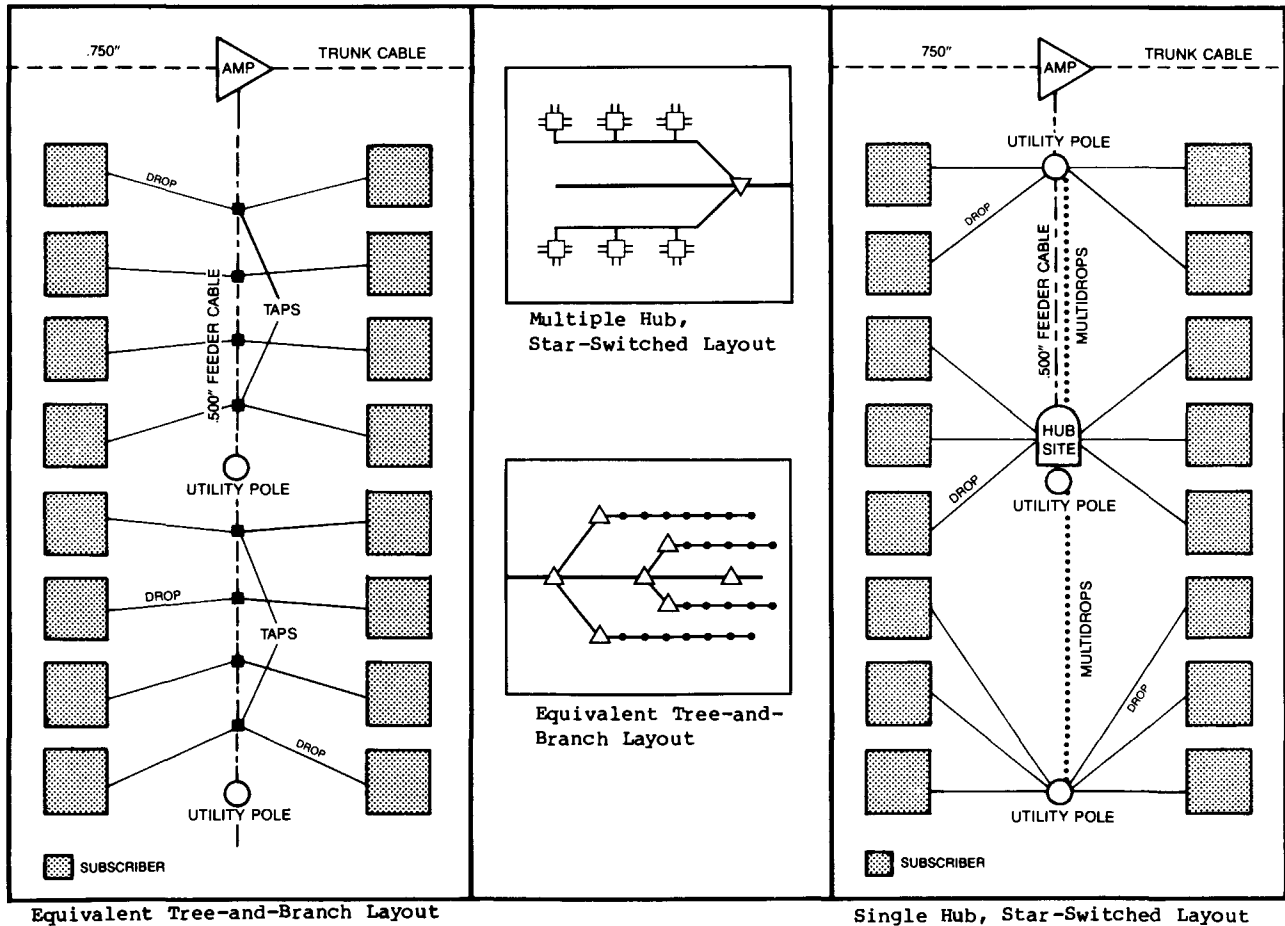 .750"
AMP
TRUNK CABLE
DROP
.500" FEEDER CABLE
TAPS
UTILITY POLE
DROP
TAPS
DROP
UTILITY POLE
SUBSCRIBER
Equivalent Tree-and-Branch Layout
Multiple Hub,
Star-Switched Layout
Equivalent Tree-and-
Branch Layout
750"
AMP
TRUNK CABLE
UTILITY POLE
DROP
.500" FEEDER CABLE
MULTIDROPS
HUB
SITE
DROP
UTILITY POLE
MULTIDROPS
DROP
UTILITY POLE
SUBSCRIBER
Single Hub, Star-Switched Layout